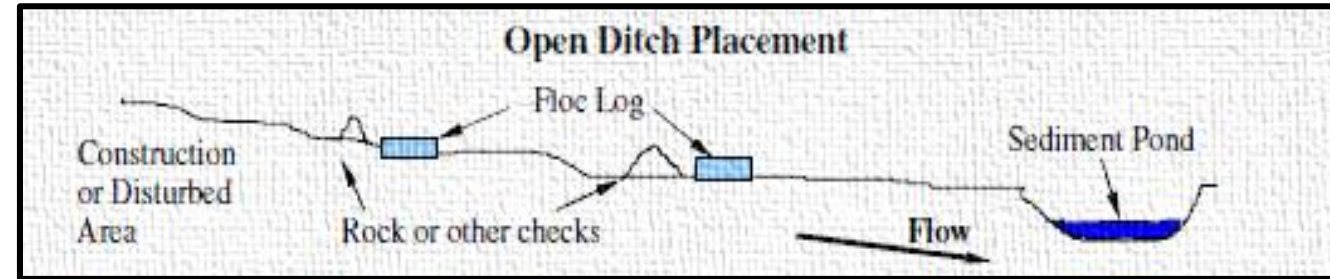 Open Ditch Placement
Floc Log
Sediment Pond
Construction
or Disturbed
Area
Rock or other checks
Flow